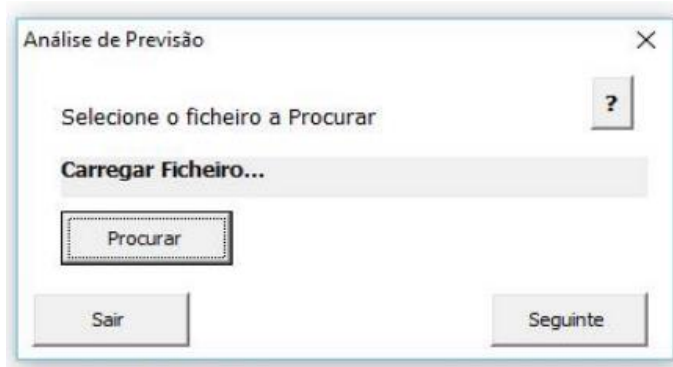 Análise de Previsão
?
Selecione o ficheiro a Procurar
Carregar Ficheiro...
Procurar
Sair
Seguinte